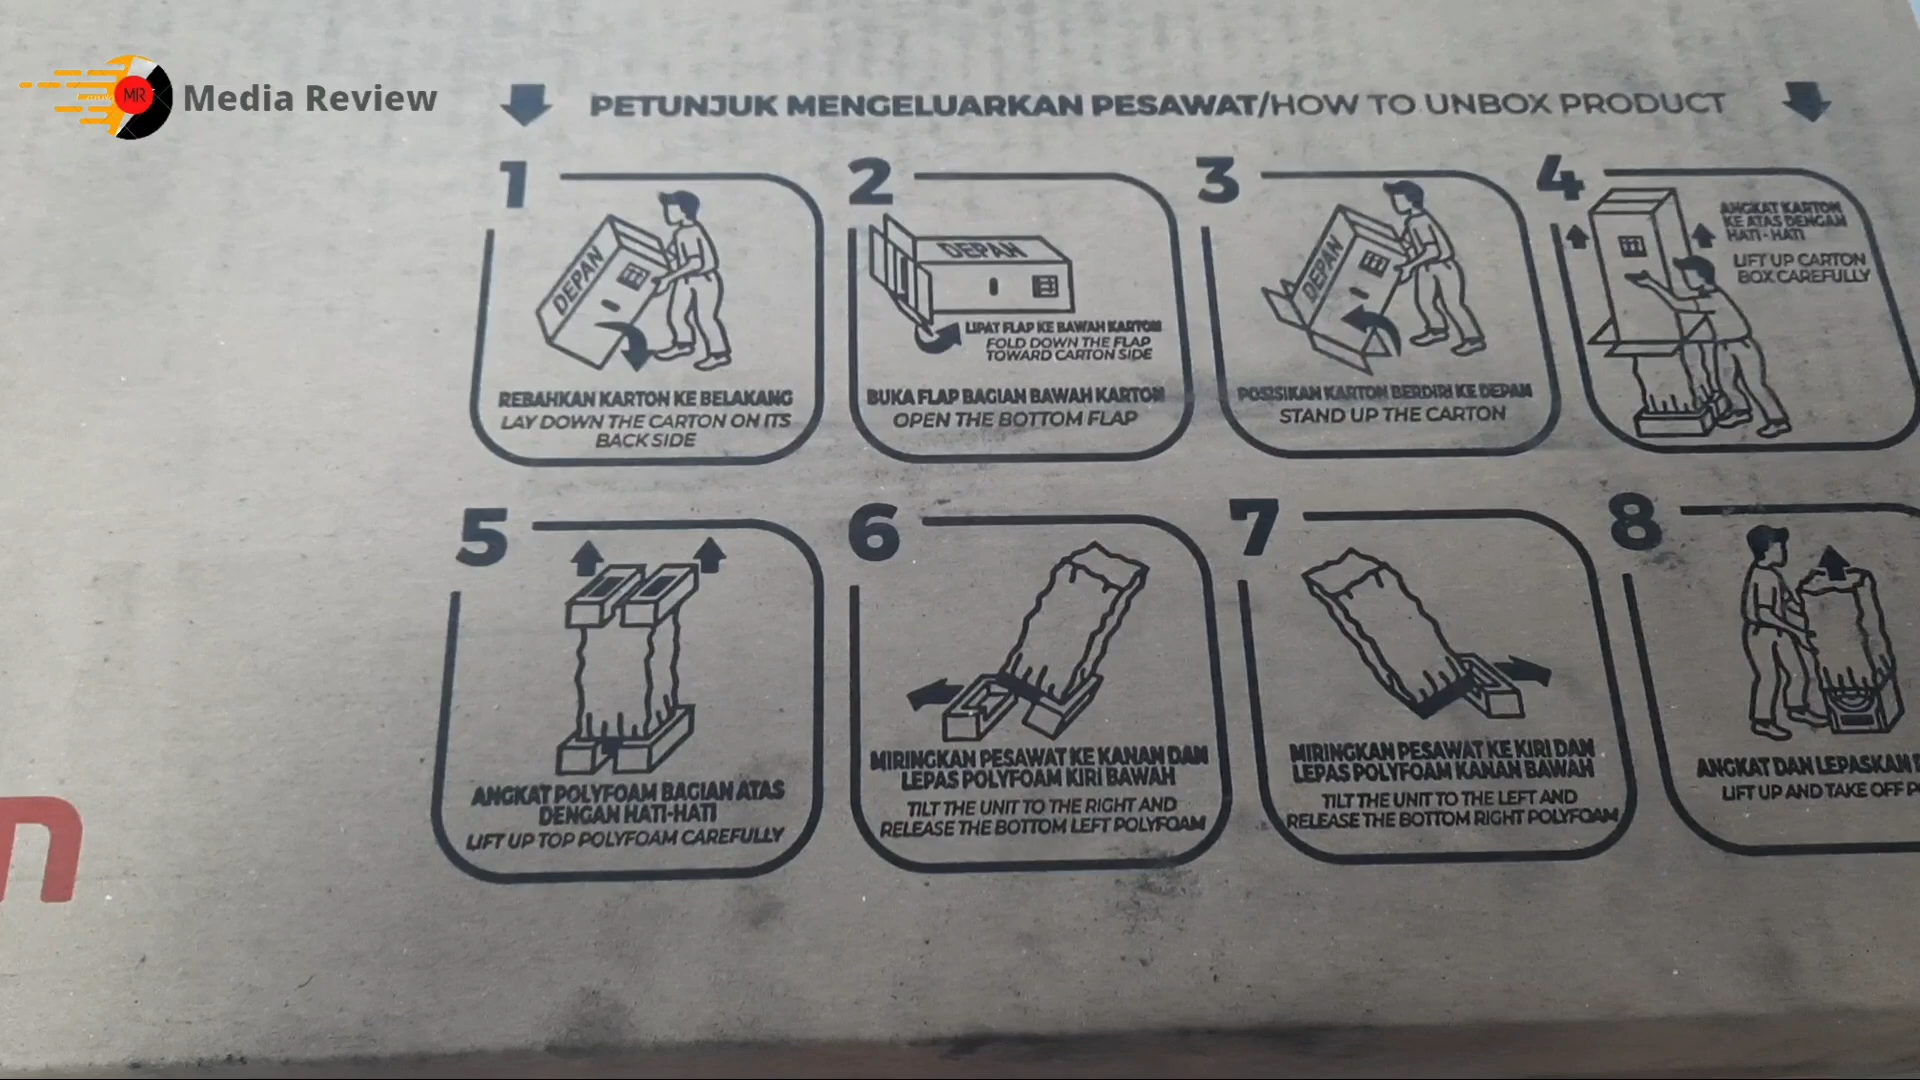 MR Media Review
PETUNJUK MENGELUARKAN PESAWAT/HOW TO UNBOX PRODUCT
1
DEPAN
REBAHKAN KARTON KE BELAKANG
LAY DOWN THE CARTON ON ITS
BACK SIDE
2
DEPAN
LIPAT FLAP KE BAWAH KARTON
FOLD DOWN THE FLAP
TOWARD CARTON SIDE
BUKA FLAP BAGIAN BAWAH KARTON
OPEN THE BOTTOM FLAP
3
DEPAN
POSISIKAN KARTON BERDIRI KE DEPAN
STAND UP THE CARTON
4
ANGKAT KARTON
KE ATAS DENGAN
HATI-HATI
LIFT UP CARTON
BOX CAREFULLY
5
ANGKAT POLYFOAM BAGIAN ATAS
DENGAN HATI-HATI
LIFT UP TOP POLYFOAM CAREFULLY
6
MIRINGKAN PESAWAT KE KANAN DAN
LEPAS POLYFOAM KIRI BAWAH
TILT THE UNIT TO THE RIGHT AND
RELEASE THE BOTTOM LEFT POLYFOAM
7
MIRINGKAN PESAWAT KE KIRI DAN
LEPAS POLYFOAM KANAN BAWAH
TILT THE UNIT TO THE LEFT AND
RELEASE THE BOTTOM RIGHT POLYFOAM
8
ANGKAT DAN LEPASKAN
LIFT UP AND TAKE OFF
n